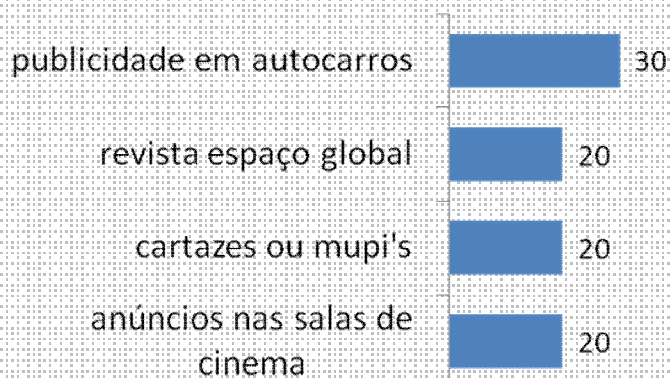 publicidade em autocarros 30
revista espaço global 20
cartazes ou mupi's 20
anúncios nas salas de
cinema 20